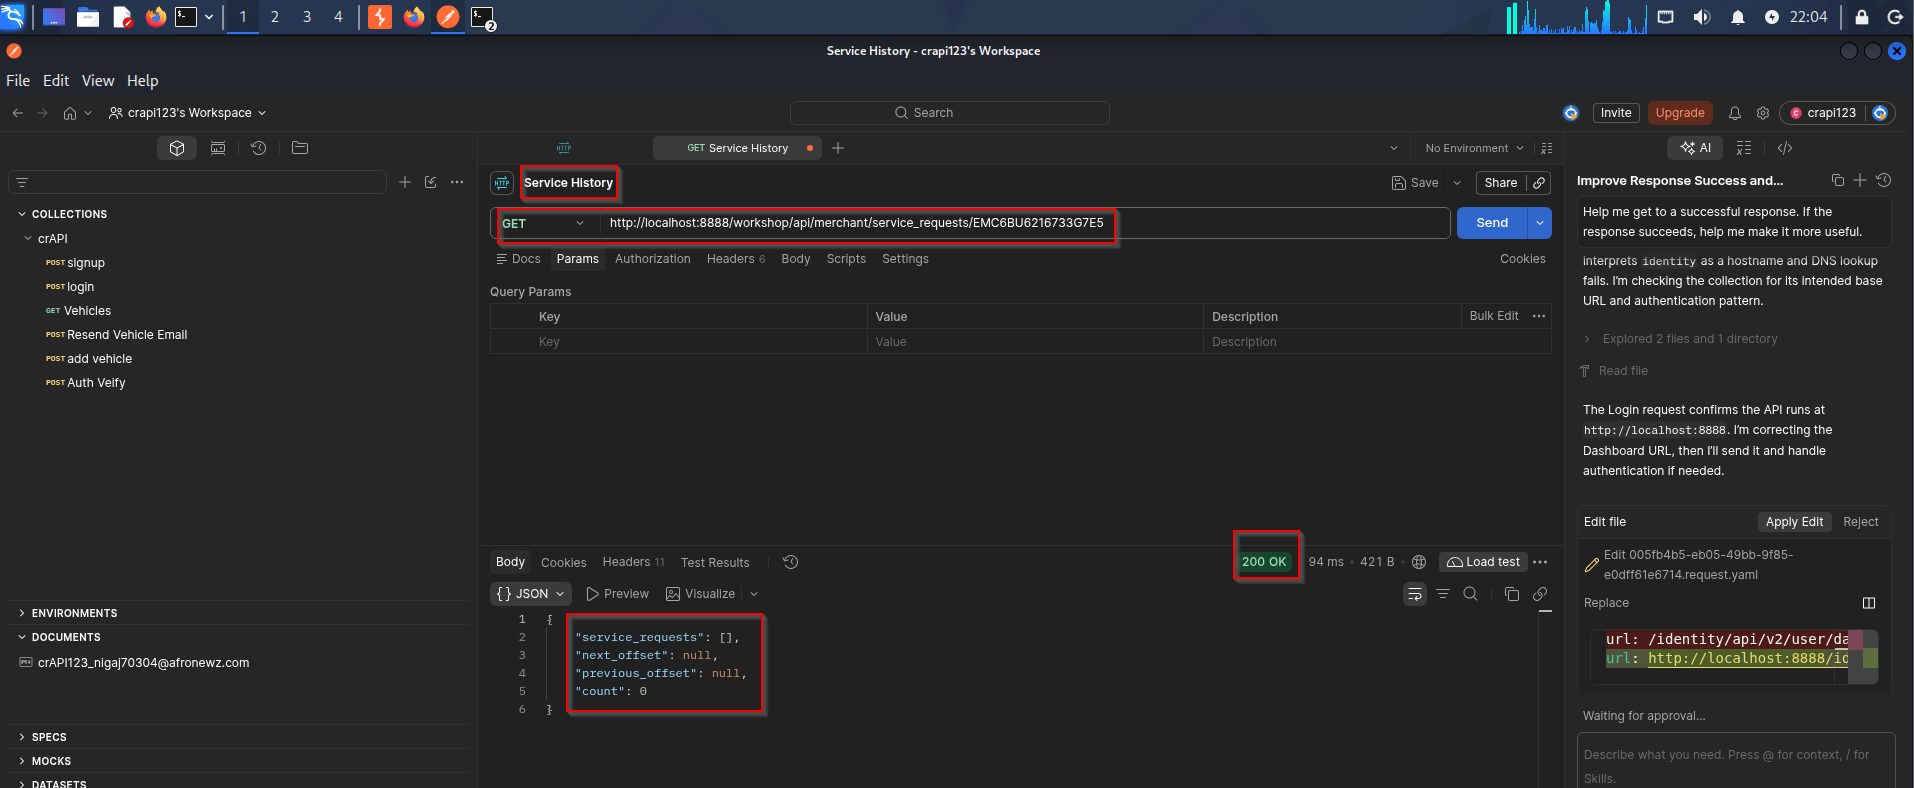 1 2 3 4
2
22:04
Service History - crapi123's Workspace
File Edit View Help
crapi123's Workspace
Search
Invite
Upgrade
crapi123
HTTP
GET Service History
No Environment
AI
HTTP
Service History
Save
Share
GET
http://localhost:8888/workshop/api/merchant/service_requests/EMC6BU6216733G7E5
Send
Docs Params Authorization Headers 6 Body Scripts Settings
Cookies
Query Params
Key Value Description Bulk Edit
Key Value Description
COLLECTIONS
crAPI
POST signup
POST login
GET Vehicles
POST Resend Vehicle Email
POST add vehicle
POST Auth Veify
ENVIRONMENTS
DOCUMENTS
crAPI123_nigaj70304@afronewz.com
SPECS
MOCKS
DATASETS
Body Cookies Headers 11 Test Results
200 OK 94 ms • 421 B
Load test
{} JSON
Preview
Visualize
1 {
2 "service_requests": [],
3 "next_offset": null,
4 "previous_offset": null,
5 "count": 0
6 }
Improve Response Success and...
Help me get to a successful response. If the
response succeeds, help me make it more useful.
interprets identity as a hostname and DNS lookup
fails. I'm checking the collection for its intended base
URL and authentication pattern.
Explored 2 files and 1 directory
Read file
The Login request confirms the API runs at
http://localhost:8888. I'm correcting the
Dashboard URL, then I'll send it and handle
authentication if needed.
Edit file
Apply Edit
Reject
Edit 005fb4b5-eb05-49bb-9f85-
e0dff61e6714.request.yaml
Replace
url: /identity/api/v2/user/da
url: http://localhost:8888/id
Waiting for approval...
Describe what you need. Press @ for context, / for
Skills.